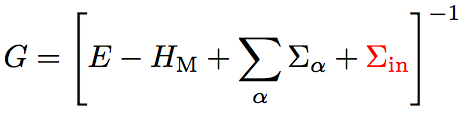 G = [E − H_M + ∑_α Σ_α + Σ_in]^{−1}